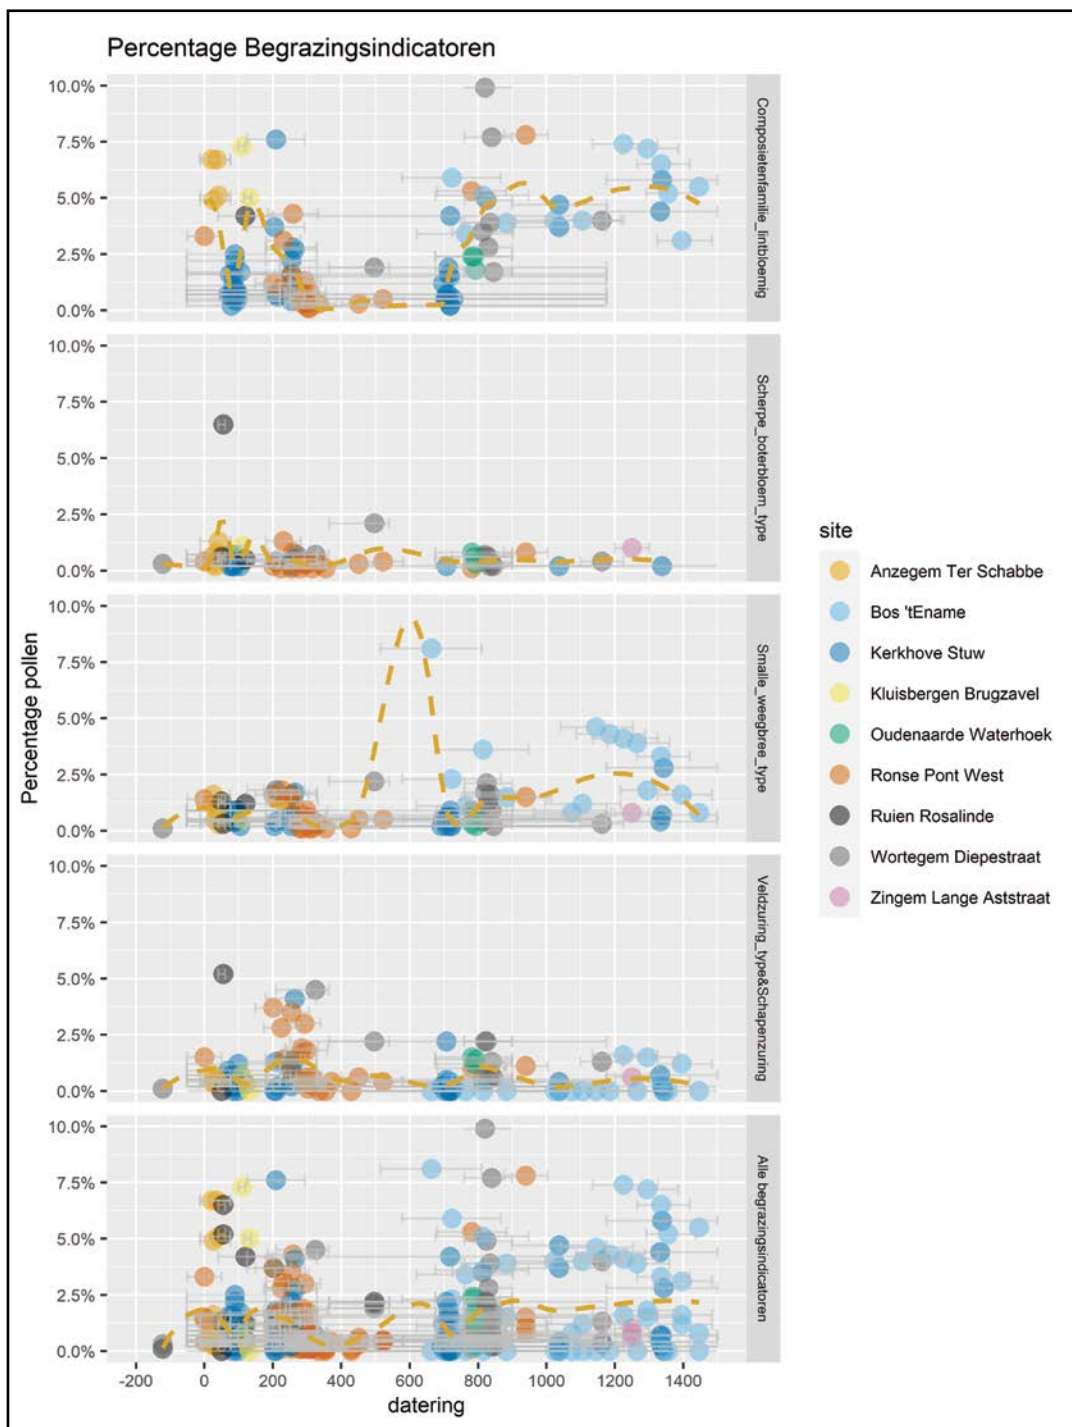 Percentage Begrazingsindicatoren
Percentage pollen
10.0%
7.5%
5.0%
2.5%
0.0%
Composietenfamilie_lintbloemig
10.0%
7.5%
5.0%
2.5%
0.0%
Scherpe_boterbloem_type
10.0%
7.5%
5.0%
2.5%
0.0%
Smalle_weegbree_type
10.0%
7.5%
5.0%
2.5%
0.0%
Veldzuring_type&Schapenzuring
10.0%
7.5%
5.0%
2.5%
0.0%
Alle begrazingsindicatoren
-200 0 200 400 600 800 1000 1200 1400
datering
site
Anzegem Ter Schabbe
Bos 'tEname
Kerkhove Stuw
Kluisbergen Brugzavel
Oudenaarde Waterhoek
Ronse Pont West
Ruien Rosalinde
Wortegem Diepestraat
Zingem Lange Aststraat